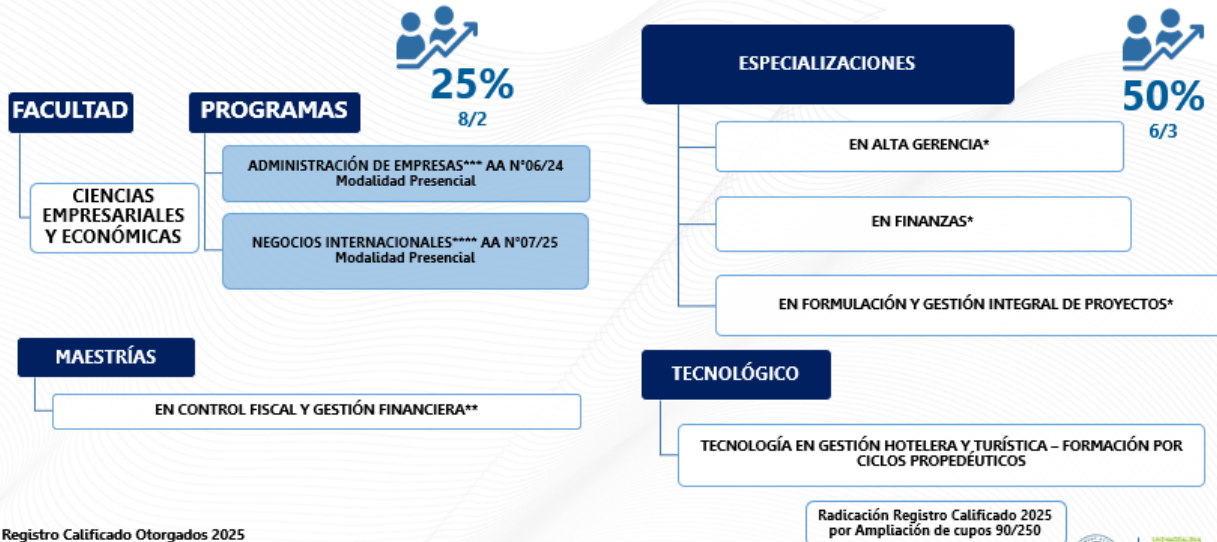 25%
8/2
FACULTAD
PROGRAMAS
ADMINISTRACIÓN DE EMPRESAS*** AA N°06/24
Modalidad Presencial
CIENCIAS
EMPRESARIALES
Y ECONÓMICAS
NEGOCIOS INTERNACIONALES**** AA N°07/25
Modalidad Presencial
MAESTRÍAS
EN CONTROL FISCAL Y GESTIÓN FINANCIERA**
ESPECIALIZACIONES
50%
6/3
EN ALTA GERENCIA*
EN FINANZAS*
EN FORMULACIÓN Y GESTIÓN INTEGRAL DE PROYECTOS*
TECNOLÓGICO
TECNOLOGÍA EN GESTIÓN HOTELERA Y TURÍSTICA – FORMACIÓN POR
CICLOS PROPEDÉUTICOS
Radicación Registro Calificado 2025
por Ampliación de cupos 90/250
Registro Calificado Otorgados 2025